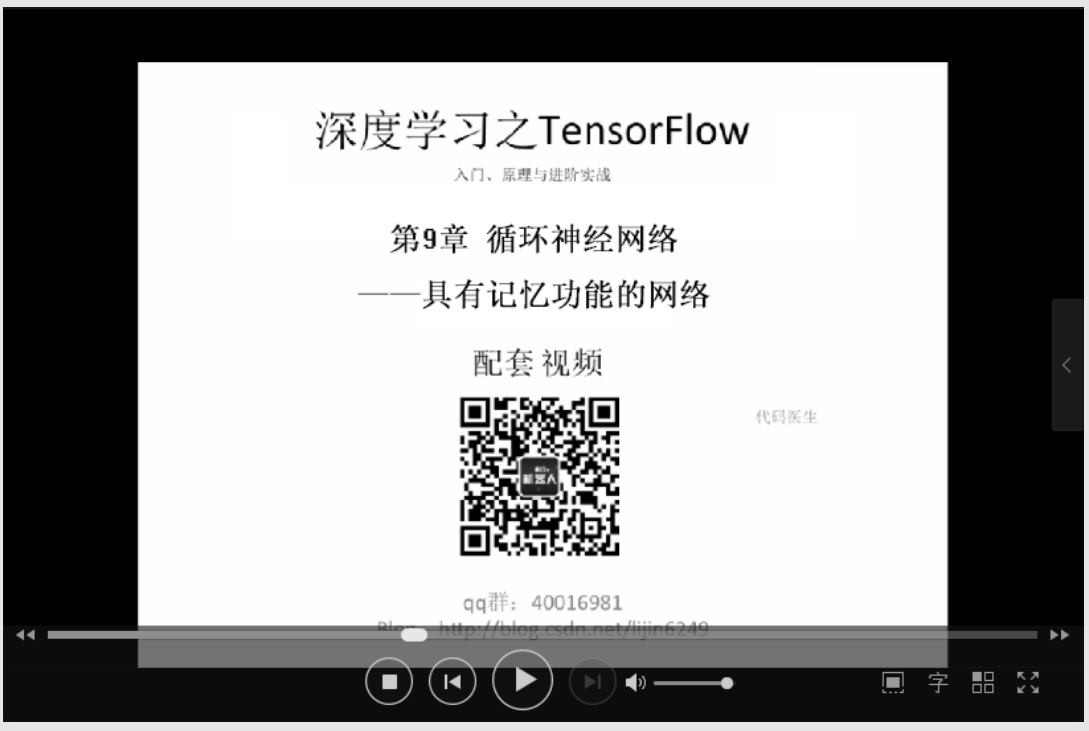 深度学习之TensorFlow
入门、原理与进阶实战
第9章 循环神经网络
——具有记忆功能的网络
配套 视频
代码医生
机器人
qq群：40016981
Blog http://blog.csdn.net/lijin6249
字